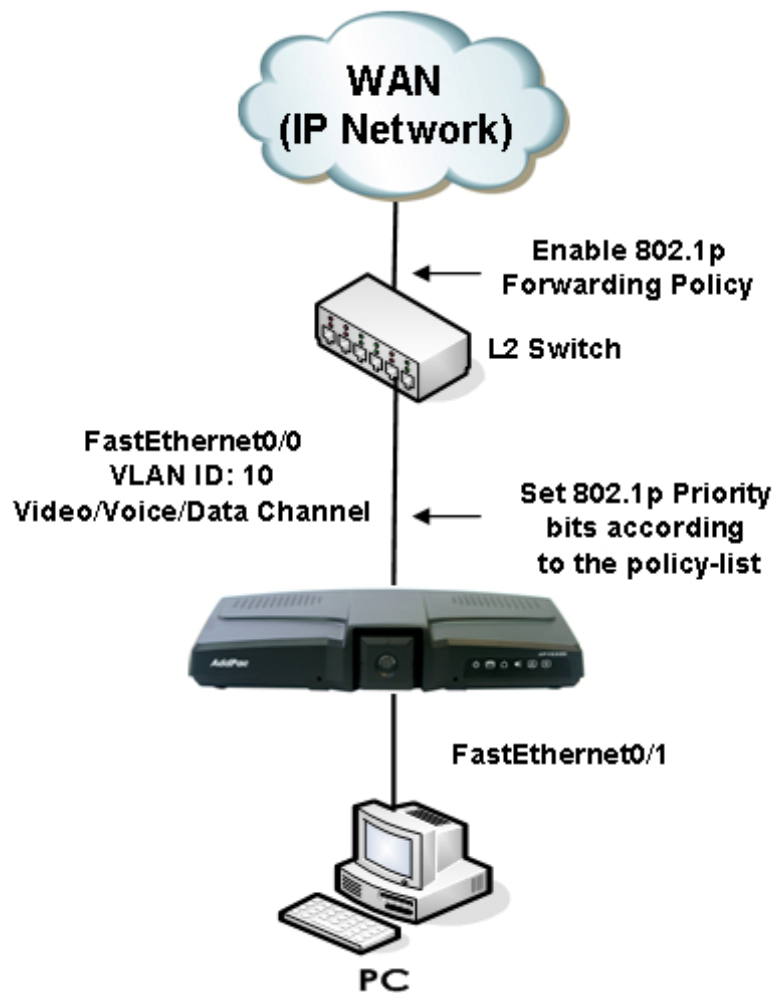 WAN
(IP Network)
Enable 802.1p
Forwarding Policy
L2 Switch
FastEthernet0/0
VLAN ID: 10
Video/Voice/Data Channel
Set 802.1p Priority
bits according
to the policy-list
AddPac
FastEthernet0/1
PC